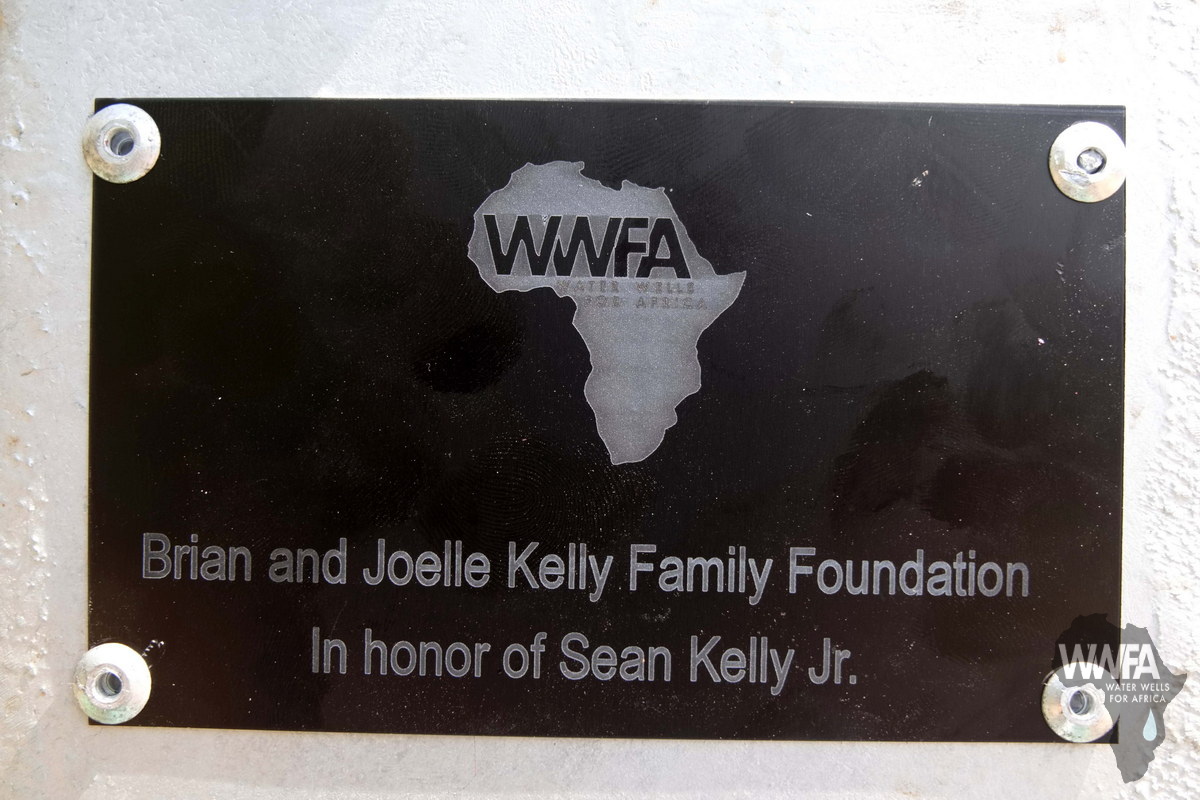 WWFA
WATER WELLS
FOR AFRICA
Brian and Joelle Kelly Family Foundation
In honor of Sean Kelly Jr.
WWFA
WATER WELLS
FOR AFRICA